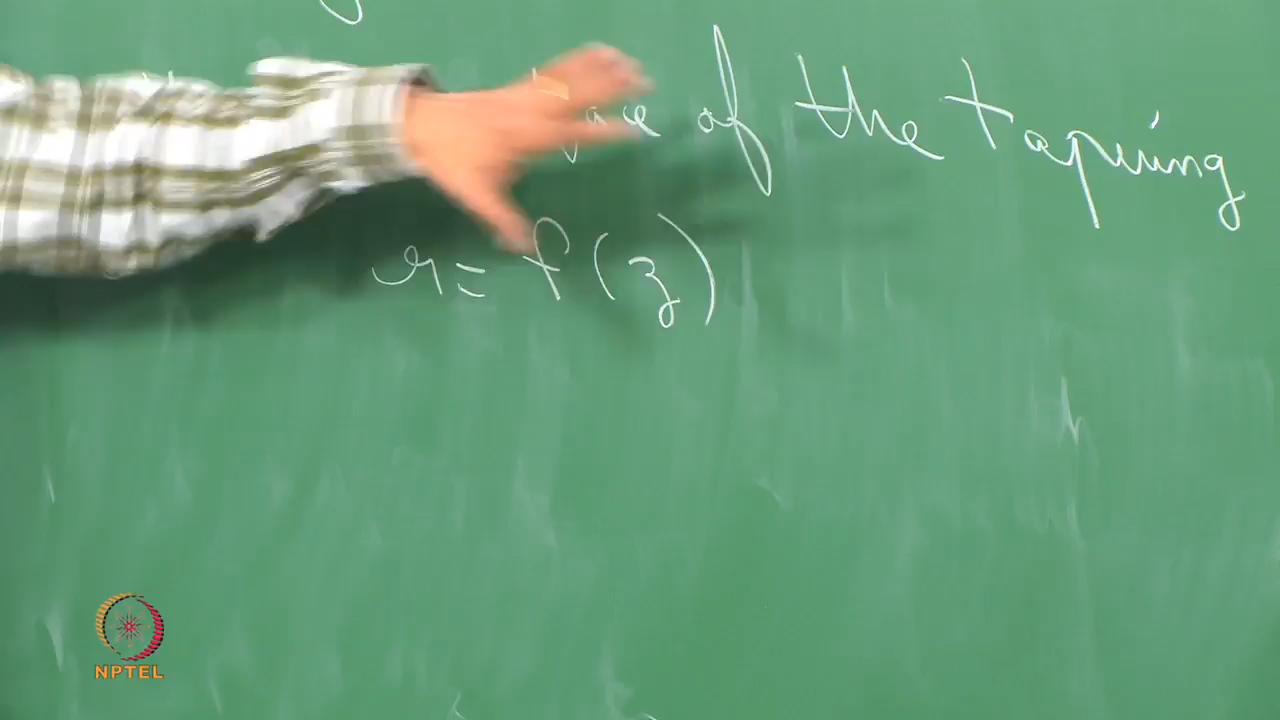 of the tapering
r = f(z)
NPTEL